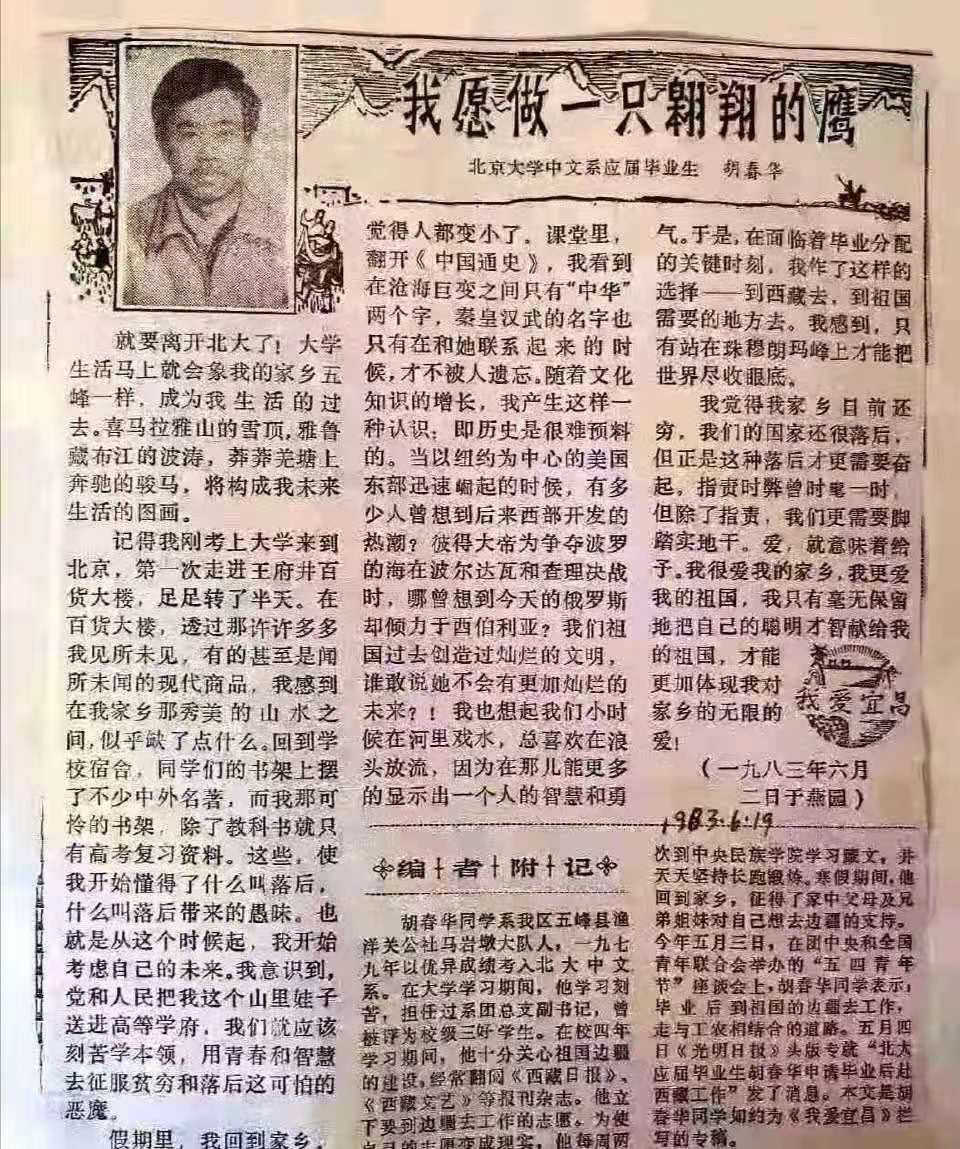 我愿做一只翱翔的鹰
北京大学中文系应届毕业生 胡春华
就要离开北大了！大学
生活马上就会象我的家乡五
峰一样，成为我生活的过
去。喜马拉雅山的雪顶，雅鲁
藏布江的波涛，莽莽羌塘上
奔驰的骏马，将构成我未来
生活的图画。
记得我刚考上大学来到
北京，第一次走进王府井百
货大楼，足足转了半天。在
百货大楼，透过那许许多多
我见所未见，有的甚至是闻
所未闻的现代商品，我感到
在我家乡那秀美的山水之
间，似乎缺了点什么。回到学
校宿舍，同学们的书架上摆
了不少中外名著，而我那可
怜的书架，除了教科书就只
有高考复习资料。这些，使
我开始懂得了什么叫落后，
什么叫落后带来的愚昧。也
就是从这个时候起，我开始
考虑自己的未来。我意识到，
党和人民把我这个山里娃子
送进高等学府，我们就应该
刻苦学本领，用青春和智慧
去征服贫穷和落后这可怕的
恶魔。
假期里，我回到家乡，
觉得人都变小了。课堂里，
翻开《中国通史》，我看到
在沧海巨变之间只有“中华”
两个字，秦皇汉武的名字也
只有在和她联系起来的时
候，才不被人遗忘。随着文化
知识的增长，我产生这样一
种认识：即历史是很难预料
的。当以纽约为中心的美国
东部迅速崛起的时候，有多
少人曾想到后来西部开发的
热潮？彼得大帝为争夺波罗
的海在波尔达瓦和查理决战
时，哪曾想到今天的俄罗斯
却倾力于西伯利亚？我们祖
国过去创造过灿烂的文明，
谁敢说她不会有更加灿烂的
未来？！我也想起我们小时
候在河里戏水，总喜欢在浪
头放流，因为在那儿能更多
的显示出一个人的智慧和勇
气。于是，在面临着毕业分配
的关键时刻，我作了这样的
选择——到西藏去，到祖国
需要的地方去。我感到，只
有站在珠穆朗玛峰上才能把
世界尽收眼底。
我觉得我家乡目前还
穷，我们的国家还很落后，
但正是这种落后才更需要奋
起，指责时弊曾时髦一时，
但除了指责，我们更需要脚
踏实地干。爱，就意味着给
予。我很爱我的家乡，我更爱
我的祖国，我只有毫无保留
地把自己的聪明才智献给我
的祖国，才能
更加体现我对
家乡的无限的
爱！
我爱宜昌
（一九八三年六月
二日于燕园）
1983.6.19
编者附记
胡春华同学系我区五峰县渔
洋关公社马岩墩大队人，一九七
九年以优异成绩考入北大中文
系。在大学学习期间，他学习刻
苦，担任过系团总支副书记，曾
被评为校级三好学生。在校四年
学习期间，他十分关心祖国边疆
的建设，经常翻阅《西藏日报》、
《西藏文艺》等报刊杂志。他立
下要到边疆去工作的志愿。为使
自己的志愿变成现实，他每周两
次到中央民族学院学习藏文，并
天天坚持长跑锻炼。寒假期间，他
回到家乡，征得了家中父母及兄
弟姐妹对自己想去边疆的支持。
今年五月三日，在团中央和全国
青年联合会举办的“五四青年
节”座谈会上，胡春华同学表示：
毕业后到祖国的边疆去工作，
走与工农相结合的道路。五月四
日《光明日报》头版专就“北大
应届毕业生胡春华申请毕业后赴
西藏工作”发了消息。本文是胡
春华同学如约为《我爱宜昌》栏
写的专稿。